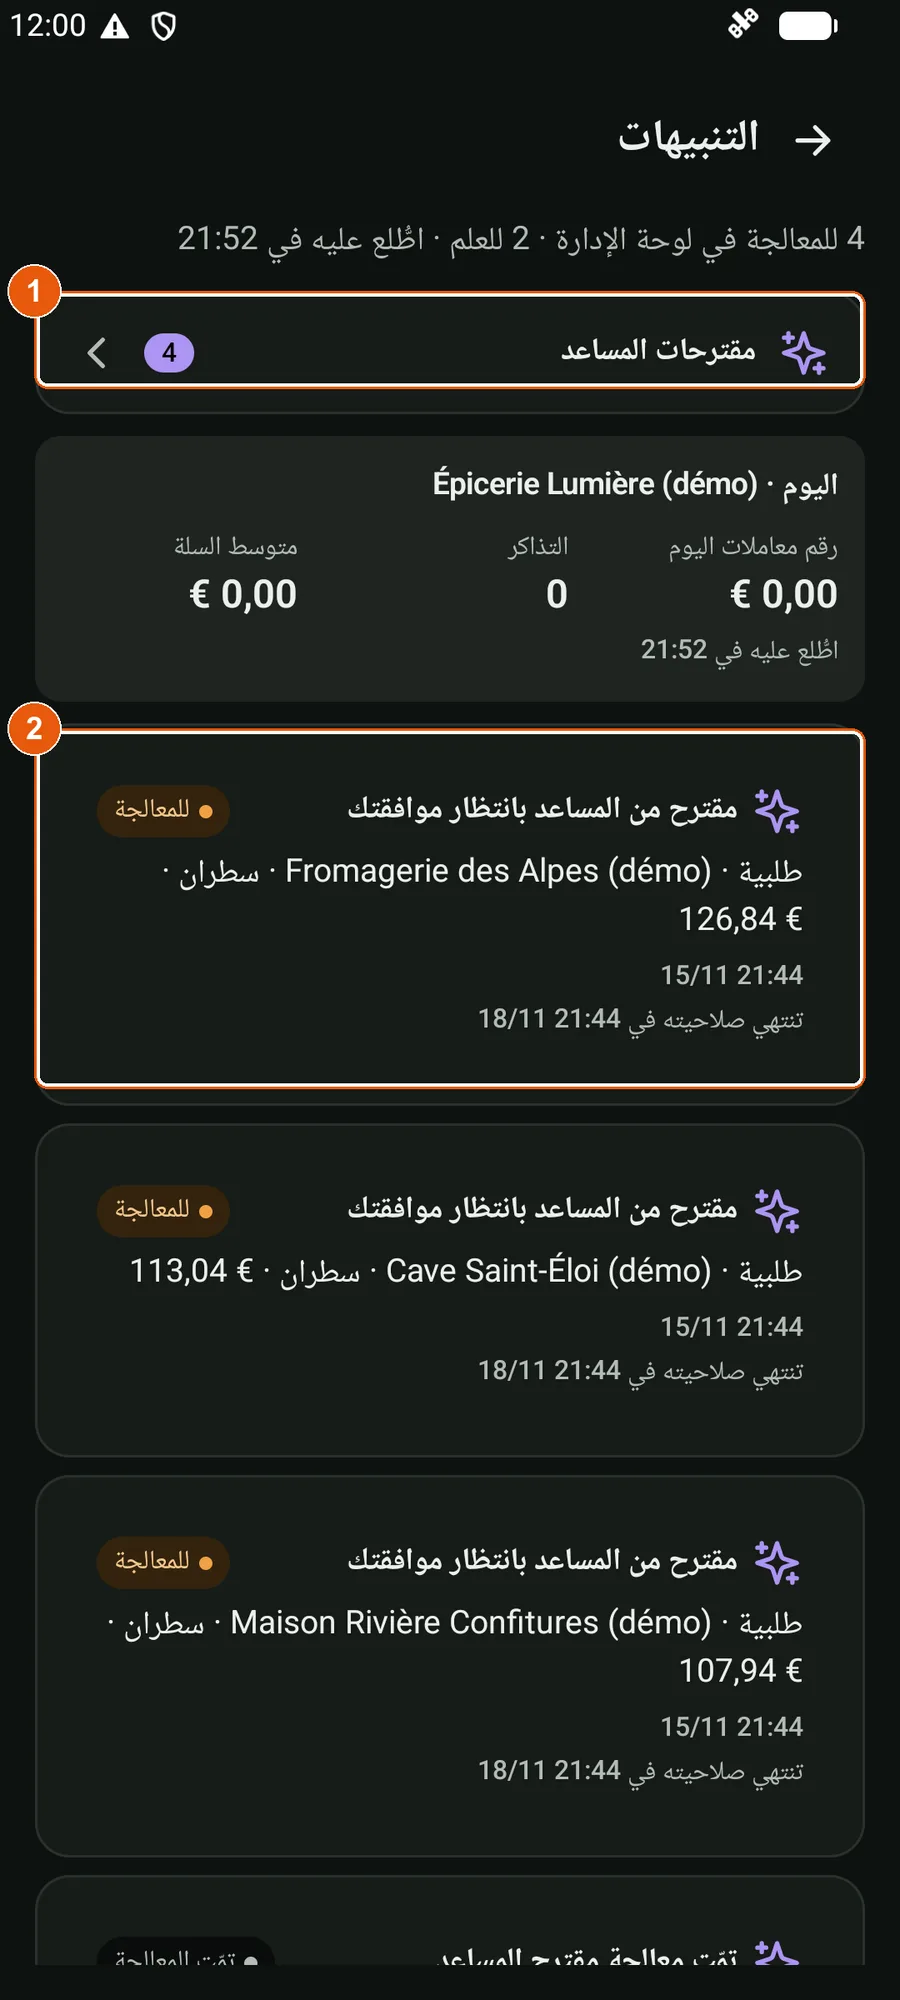 12:00
التنبيهات
4 للمعالجة في لوحة الإدارة · 2 للعلم · اطُّلع عليه في 21:52
1
مقترحات المساعد
4
اليوم · Épicerie Lumière (démo)
رقم معاملات اليوم
التذاكر
متوسط السلة
0,00 €
0
0,00 €
اطُّلع عليه في 21:52
2
مقترح من المساعد بانتظار موافقتك
للمعالجة
طلبية · Fromagerie des Alpes (démo) · سطران ·
126,84 €
15/11 21:44
تنتهي صلاحيته في 18/11 21:44
مقترح من المساعد بانتظار موافقتك
للمعالجة
طلبية · Cave Saint-Éloi (démo) · سطران · 113,04 €
15/11 21:44
تنتهي صلاحيته في 18/11 21:44
مقترح من المساعد بانتظار موافقتك
للمعالجة
طلبية · Maison Rivière Confitures (démo) · سطران ·
107,94 €
15/11 21:44
تنتهي صلاحيته في 18/11 21:44
تمّت معالجة مقترح المساعد
تمّت المعالجة